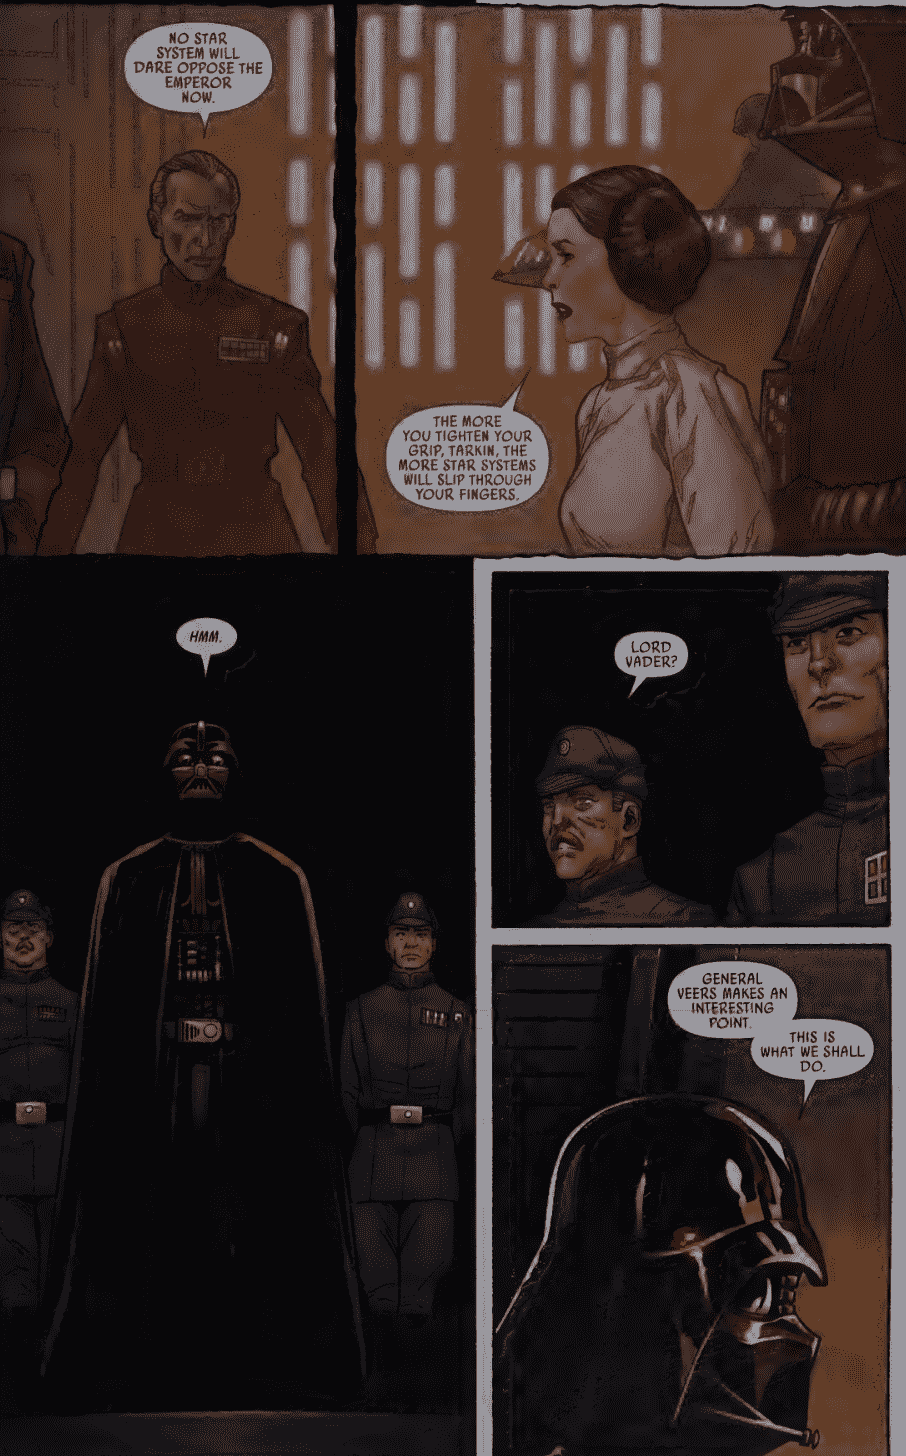 NO STAR
SYSTEM WILL
DARE OPPOSE THE
EMPEROR
NOW.
THE MORE
YOU TIGHTEN YOUR
GRIP, TARKIN, THE
MORE STAR SYSTEMS
WILL SLIP THROUGH
YOUR FINGERS.
HMM.
LORD
VADER?
GENERAL
VEERS MAKES AN
INTERESTING
POINT.
THIS IS
WHAT WE SHALL
DO.